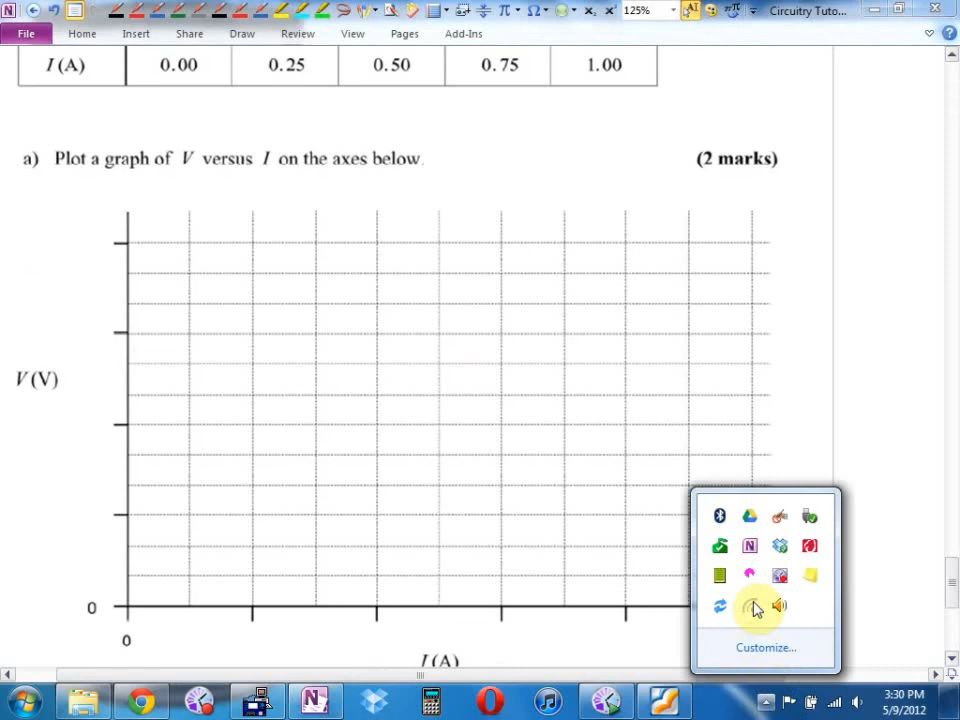 125% Circuitry Tuto...
File Home Insert Share Draw Review View Pages Add-Ins
I (A) 0.00 0.25 0.50 0.75 1.00
a) Plot a graph of V versus I on the axes below. (2 marks)
V (V)
0
0
I (A)
Customize...
3:30 PM
5/9/2012